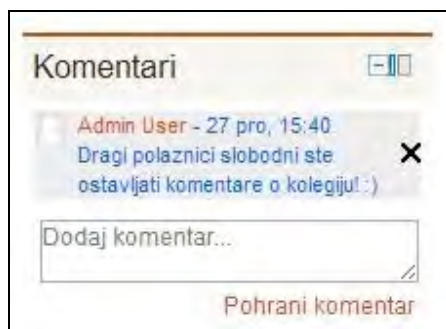 Komentari
Admin User - 27 pro, 15:40
Dragi polaznici slobodni ste
ostavljati komentare o kolegiju! :)
Dodaj komentar...
Pohrani komentar